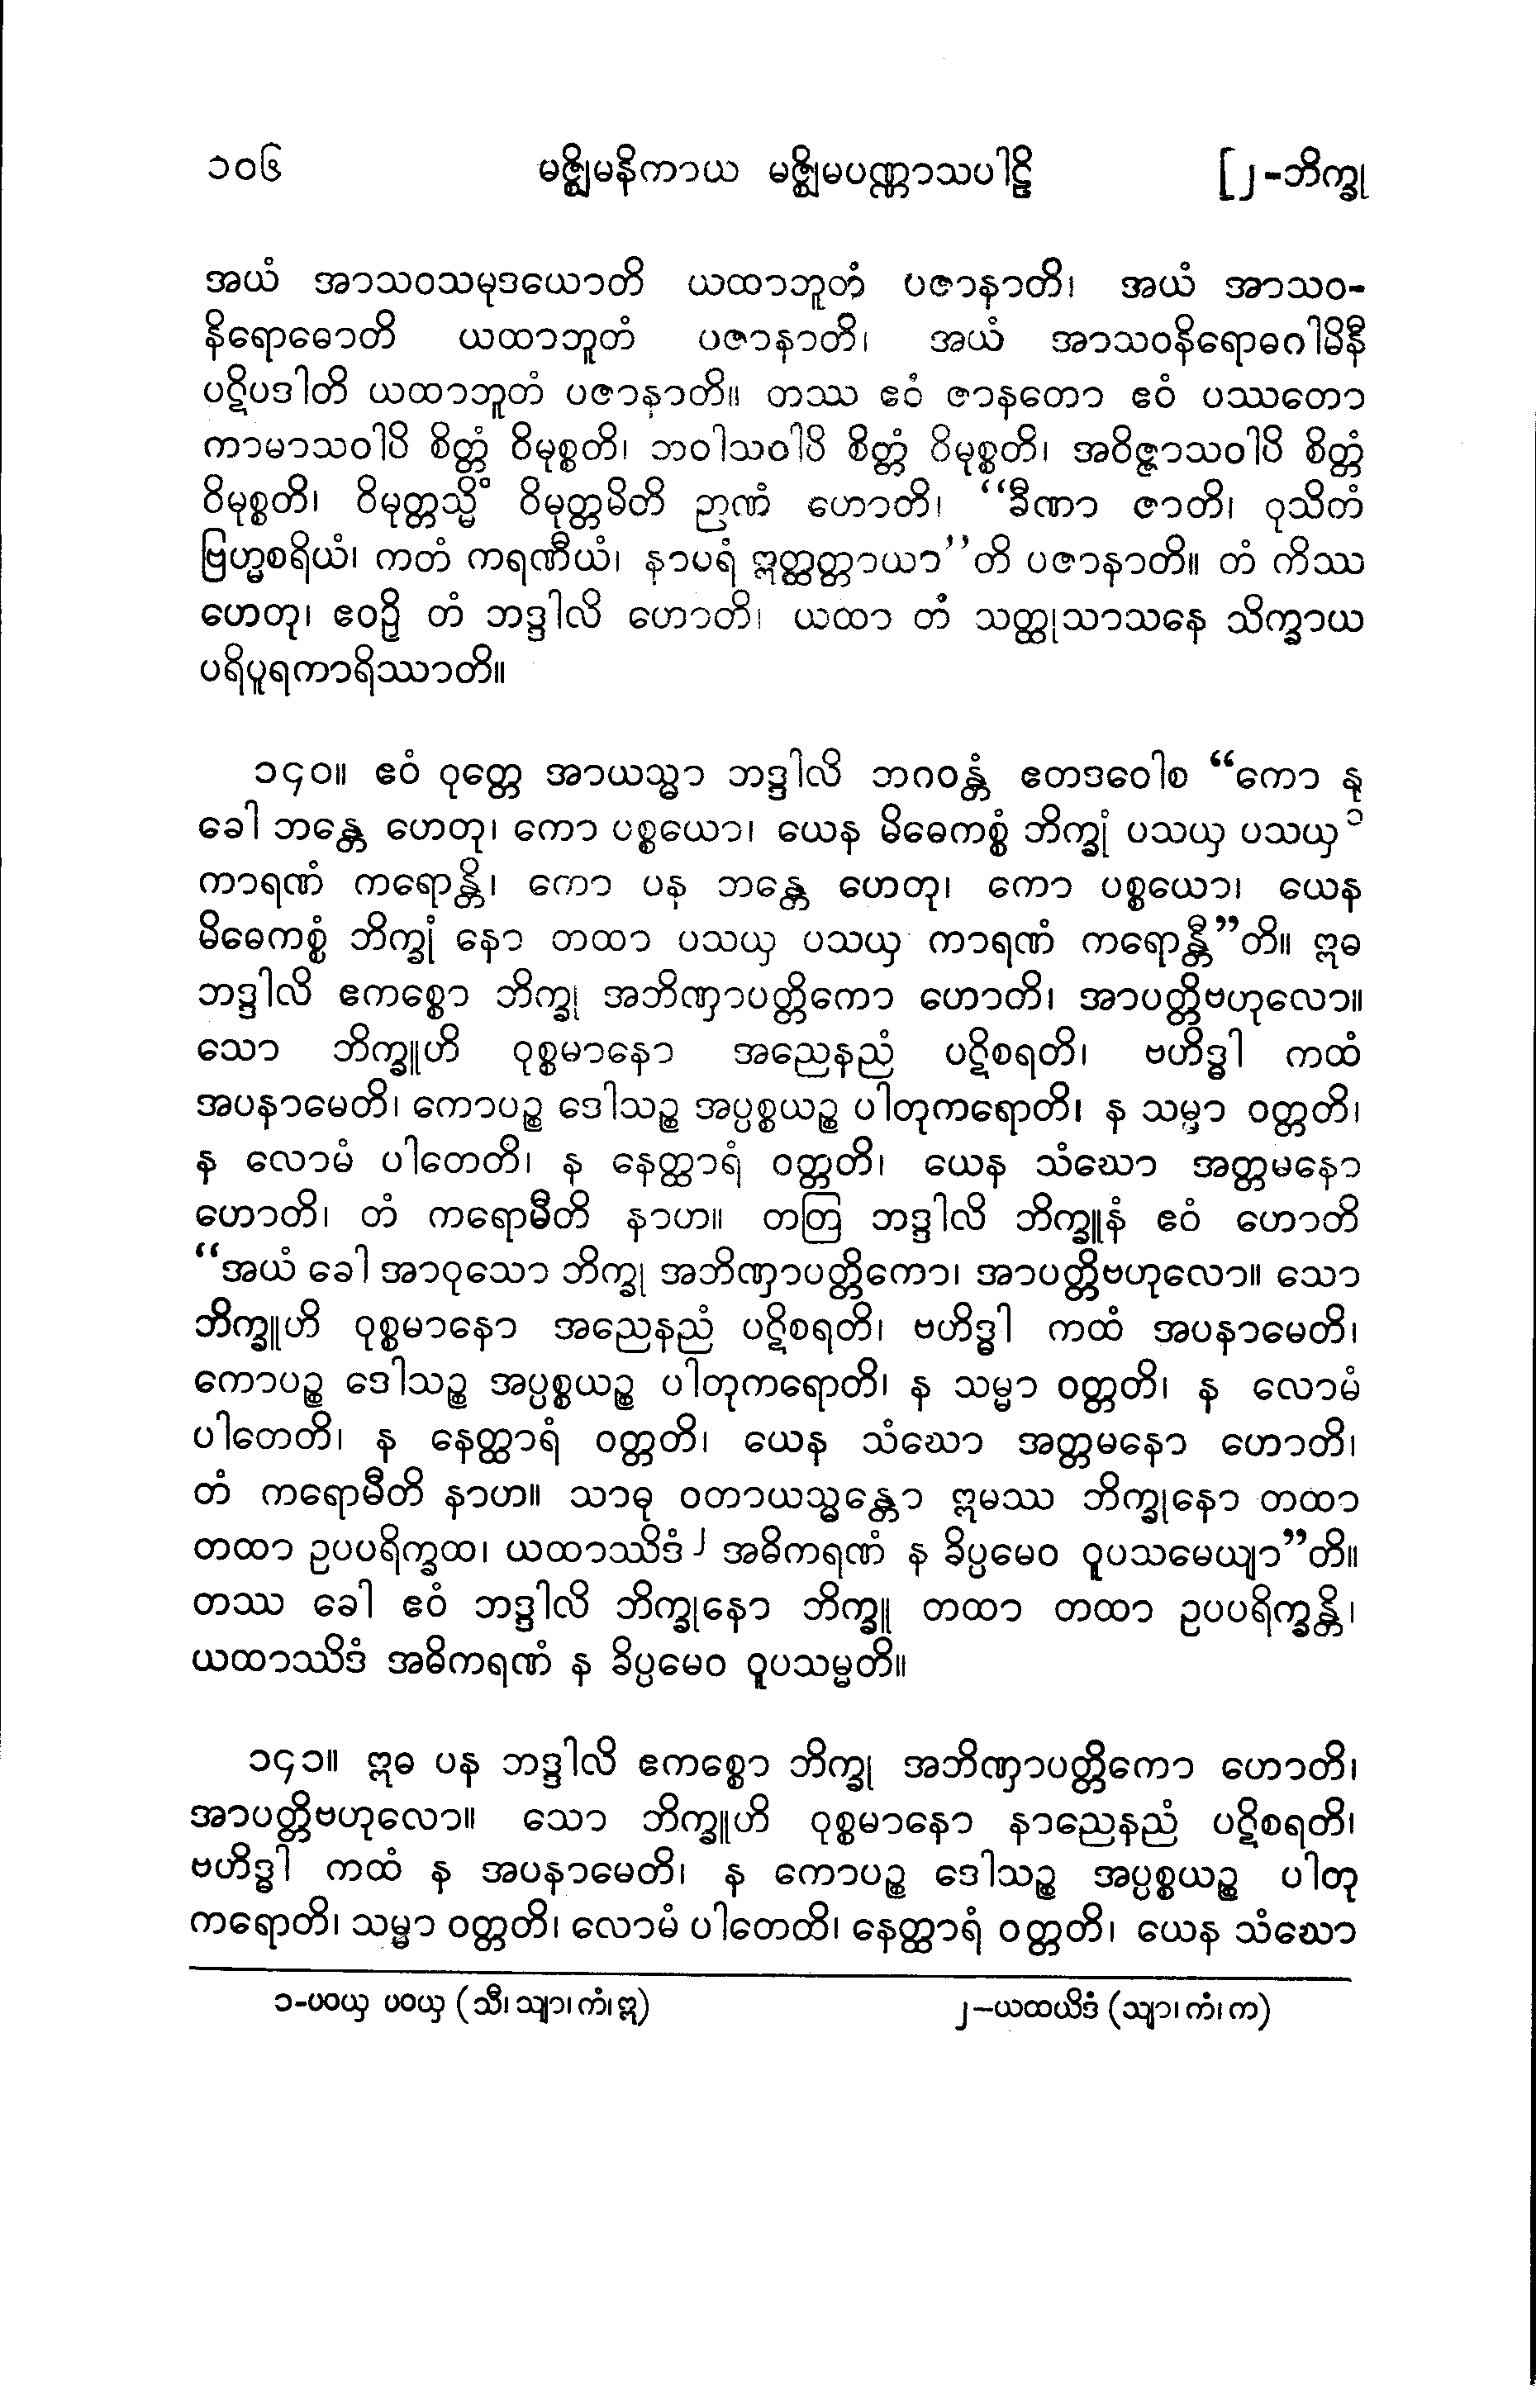 ၁၀၆ မဇ္ဈိမနိကာယ မဇ္ဈိမပဏ္ဏာသပါဠိ [၂-ဘိက္ခု
အယံ အာသဝသမုဒယောတိ ယထာဘူတံ ပဇာနာတိ၊ အယံ အာသဝ-
နိရောဓောတိ ယထာဘူတံ ပဇာနာတိ၊ အယံ အာသဝနိရောဓဂါမိနီ
ပဋိပဒါတိ ယထာဘူတံ ပဇာနာတိ။ တဿ ဧဝံ ဇာနတော ဧဝံ ပဿတော
ကာမာသဝါပိ စိတ္တံ ဝိမုစ္စတိ၊ ဘဝါသဝါပိ စိတ္တံ ဝိမုစ္စတိ၊ အဝိဇ္ဇာသဝါပိ စိတ္တံ
ဝိမုစ္စတိ၊ ဝိမုတ္တသ္မိံ ဝိမုတ္တမိတိ ဉာဏံ ဟောတိ၊ “ခီဏာ ဇာတိ၊ ဝုသိတံ
ဗြဟ္မစရိယံ၊ ကတံ ကရဏီယံ၊ နာပရံ ဣတ္ထတ္တာယာ”တိ ပဇာနာတိ။ တံ ကိဿ
ဟေတု၊ ဧဝဉှိ တံ ဘဒ္ဒါလိ ဟောတိ၊ ယထာ တံ သတ္ထုသာသနေ သိက္ခာယ
ပရိပူရကာရိဿာတိ။
၁၄၀။ ဧဝံ ဝုတ္တေ အာယသ္မာ ဘဒ္ဒါလိ ဘဂဝန္တံ ဧတဒဝေါစ “ကော နု
ခေါ ဘန္တေ ဟေတု၊ ကော ပစ္စယော၊ ယေန မိဓေကစ္စံ ဘိက္ခုံ ပသယှ ပသယှ၁
ကာရဏံ ကရောန္တိ၊ ကော ပန ဘန္တေ ဟေတု၊ ကော ပစ္စယော၊ ယေန
မိဓေကစ္စံ ဘိက္ခုံ နော တထာ ပသယှ ပသယှ ကာရဏံ ကရောန္တီ”တိ။ ဣဓ
ဘဒ္ဒါလိ ဧကစ္စော ဘိက္ခု အဘိဏှာပတ္တိကော ဟောတိ၊ အာပတ္တိဗဟုလော။
သော ဘိက္ခူဟိ ဝုစ္စမာနော အညေနညံ ပဋိစရတိ၊ ဗဟိဒ္ဓါ ကထံ
အပနာမေတိ၊ ကောပဉ္စ ဒေါသဉ္စ အပ္ပစ္စယဉ္စ ပါတုကရောတိ၊ န သမ္မာ ဝတ္တတိ၊
န လောမံ ပါတေတိ၊ န နေတ္ထာရံ ဝတ္တတိ၊ ယေန သံဃော အတ္တမနော
ဟောတိ၊ တံ ကရောမီတိ နာဟ။ တတြ ဘဒ္ဒါလိ ဘိက္ခူနံ ဧဝံ ဟောတိ
“အယံ ခေါ အာဝုသော ဘိက္ခု အဘိဏှာပတ္တိကော၊ အာပတ္တိဗဟုလော။ သော
ဘိက္ခူဟိ ဝုစ္စမာနော အညေနညံ ပဋိစရတိ၊ ဗဟိဒ္ဓါ ကထံ အပနာမေတိ၊
ကောပဉ္စ ဒေါသဉ္စ အပ္ပစ္စယဉ္စ ပါတုကရောတိ၊ န သမ္မာ ဝတ္တတိ၊ န လောမံ
ပါတေတိ၊ န နေတ္ထာရံ ဝတ္တတိ၊ ယေန သံဃော အတ္တမနော ဟောတိ၊
တံ ကရောမီတိ နာဟ။ သာဓု ဝတာယသ္မန္တော ဣမဿ ဘိက္ခုနော တထာ
တထာ ဥပပရိက္ခထ၊ ယထာဿိဒံ၂ အဓိကရဏံ န ခိပ္ပမေဝ ဝူပသမေယျာ”တိ။
တဿ ခေါ ဧဝံ ဘဒ္ဒါလိ ဘိက္ခုနော ဘိက္ခူ တထာ တထာ ဥပပရိက္ခန္တိ၊
ယထာဿိဒံ အဓိကရဏံ န ခိပ္ပမေဝ ဝူပသမ္မတိ။
၁၄၁။ ဣဓ ပန ဘဒ္ဒါလိ ဧကစ္စော ဘိက္ခု အဘိဏှာပတ္တိကော ဟောတိ၊
အာပတ္တိဗဟုလော။ သော ဘိက္ခူဟိ ဝုစ္စမာနော နာညေနညံ ပဋိစရတိ၊
ဗဟိဒ္ဓါ ကထံ န အပနာမေတိ၊ န ကောပဉ္စ ဒေါသဉ္စ အပ္ပစ္စယဉ္စ ပါတု
ကရောတိ၊ သမ္မာ ဝတ္တတိ၊ လောမံ ပါတေတိ၊ နေတ္ထာရံ ဝတ္တတိ၊ ယေန သံဃော
၁-ပဝယှ ပဝယှ (သီ၊ သျာ၊ ကံ၊ ဣ) ၂-ယထယိဒံ (သျာ၊ ကံ၊ က)